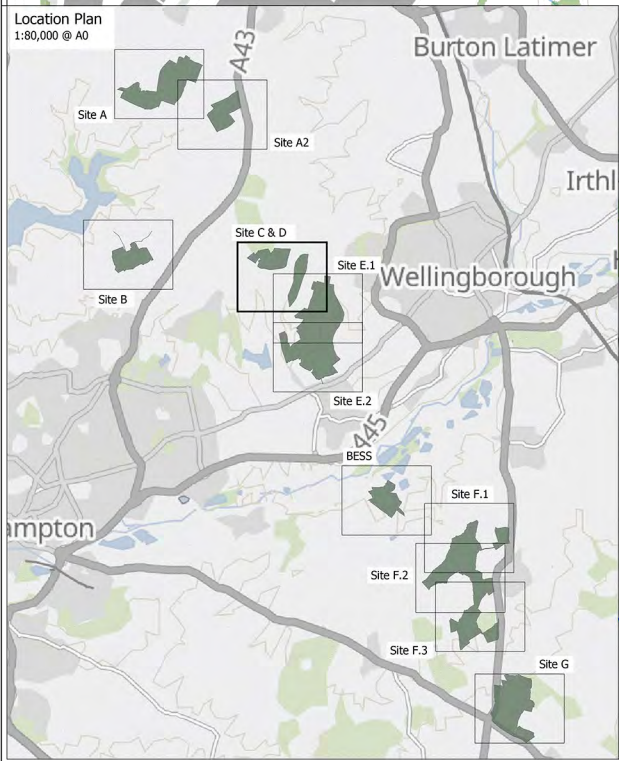 Location Plan
1:80,000 @ A0
A43
Burton Latimer
Site A
Site A2
Irthl
Site C & D
Site E.1
Wellingborough
H
Site B
Site E.2
A45
BESS
Site F.1
ampton
Site F.2
Site F.3
Site G